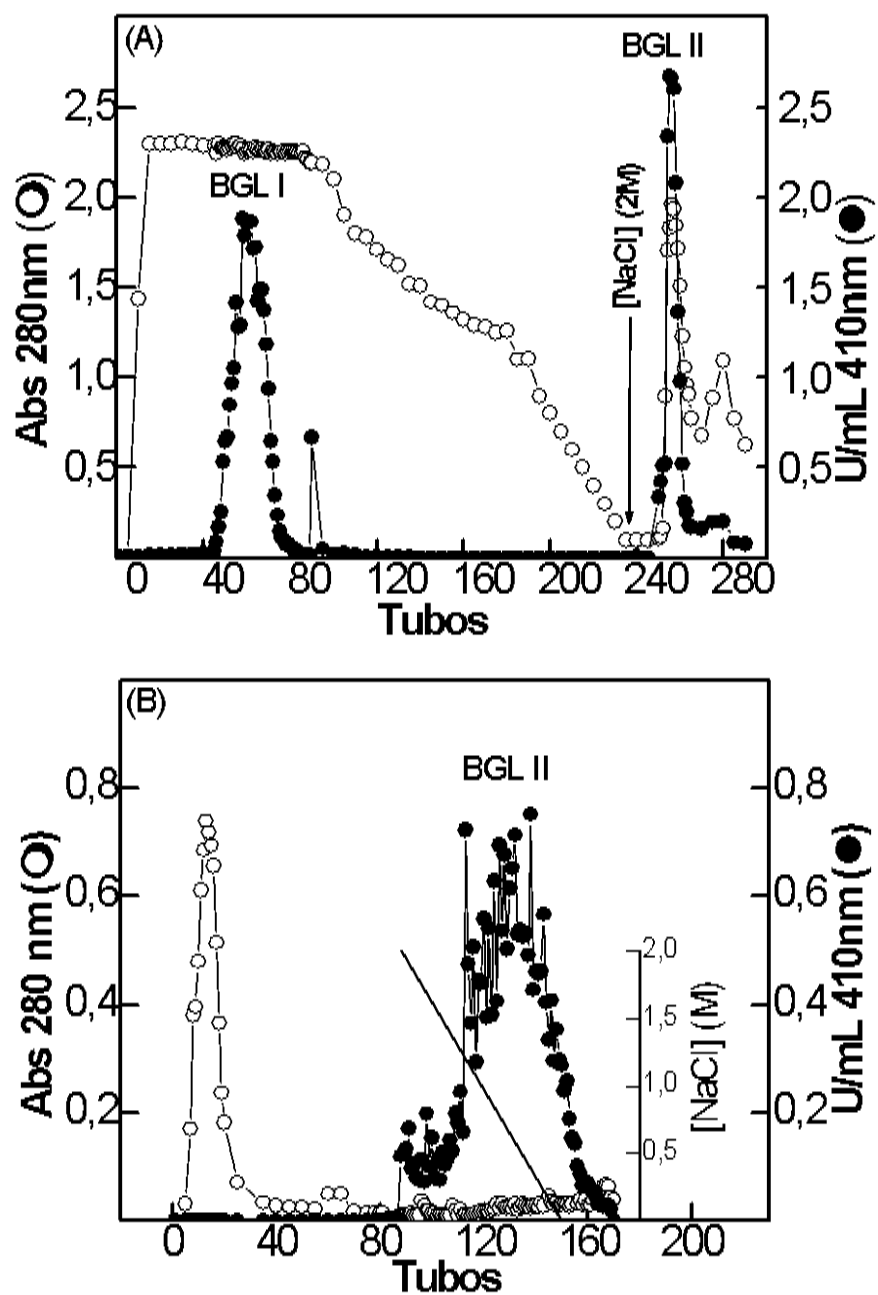 (A)
BGL II
BGL I
[NaCl] (2M)
2,5
2,0
1,5
1,0
0,5
Abs 280nm (O)
2,5
2,0
1,5
1,0
0,5
U/mL 410nm (●)
0 40 80 120 160 200 240 280
Tubos
(B)
BGL II
0,8
0,6
0,4
0,2
Abs 280 nm (O)
2,0
1,5
1,0
0,5
[NaCl] (M)
0,8
0,6
0,4
0,2
U/mL 410nm (●)
0 40 80 120 160 200
Tubos